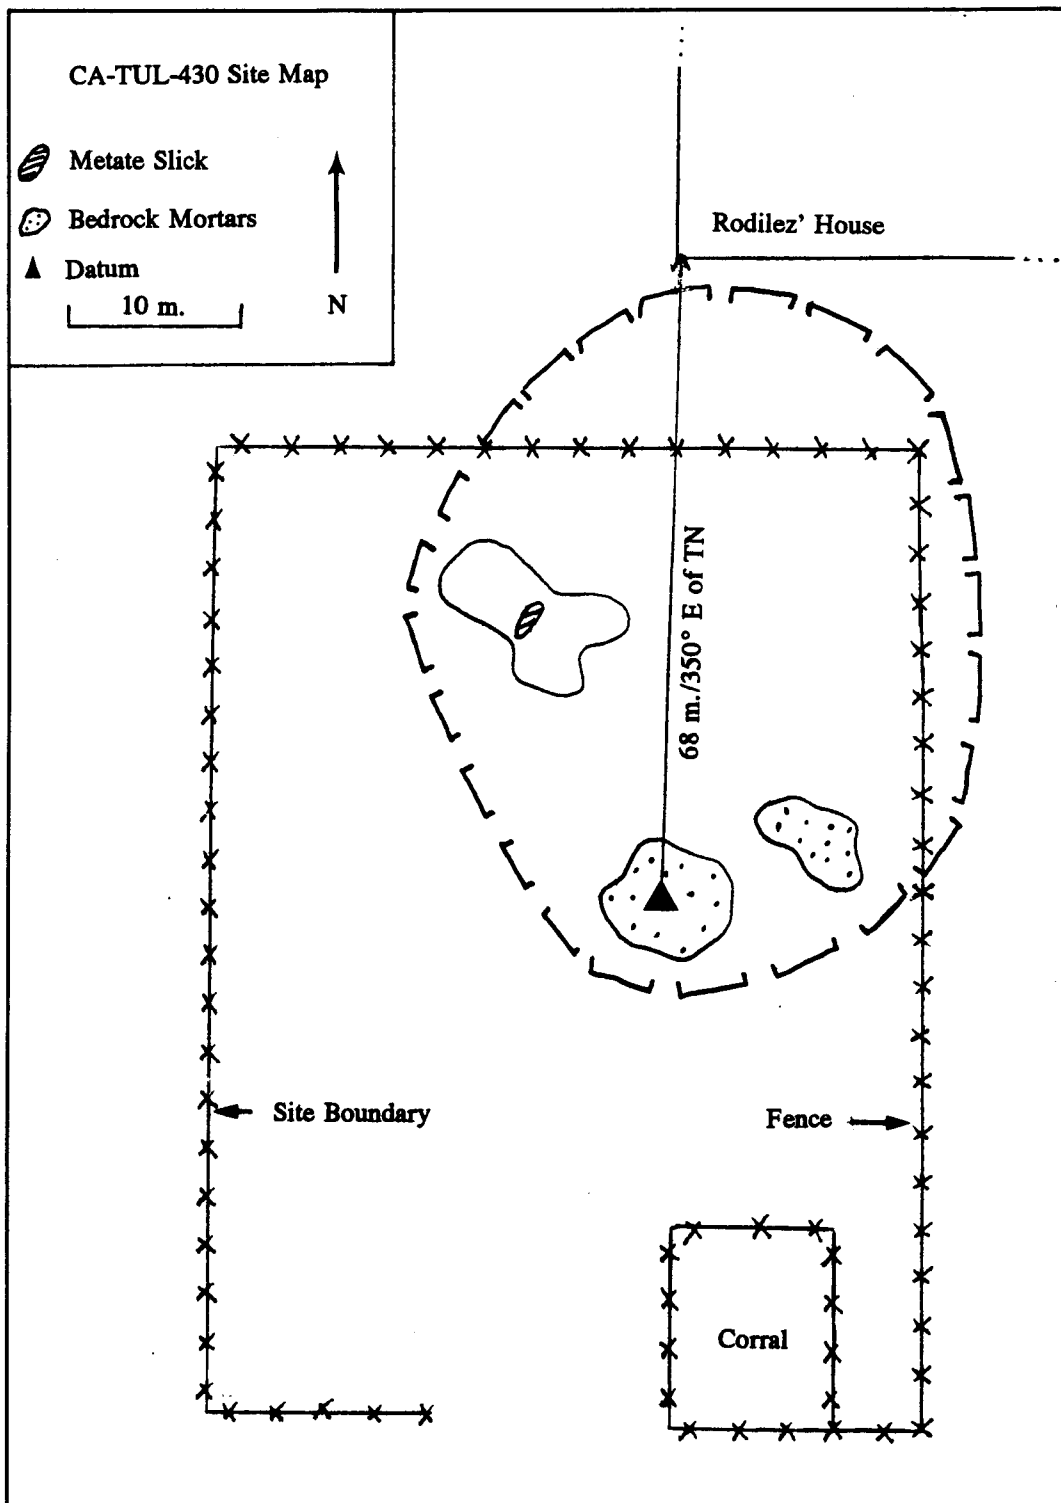 CA-TUL-430 Site Map
Metate Slick
Bedrock Mortars
Datum
10 m.
N
Rodilez' House
68 m./350° E of TN
Site Boundary
Fence
Corral